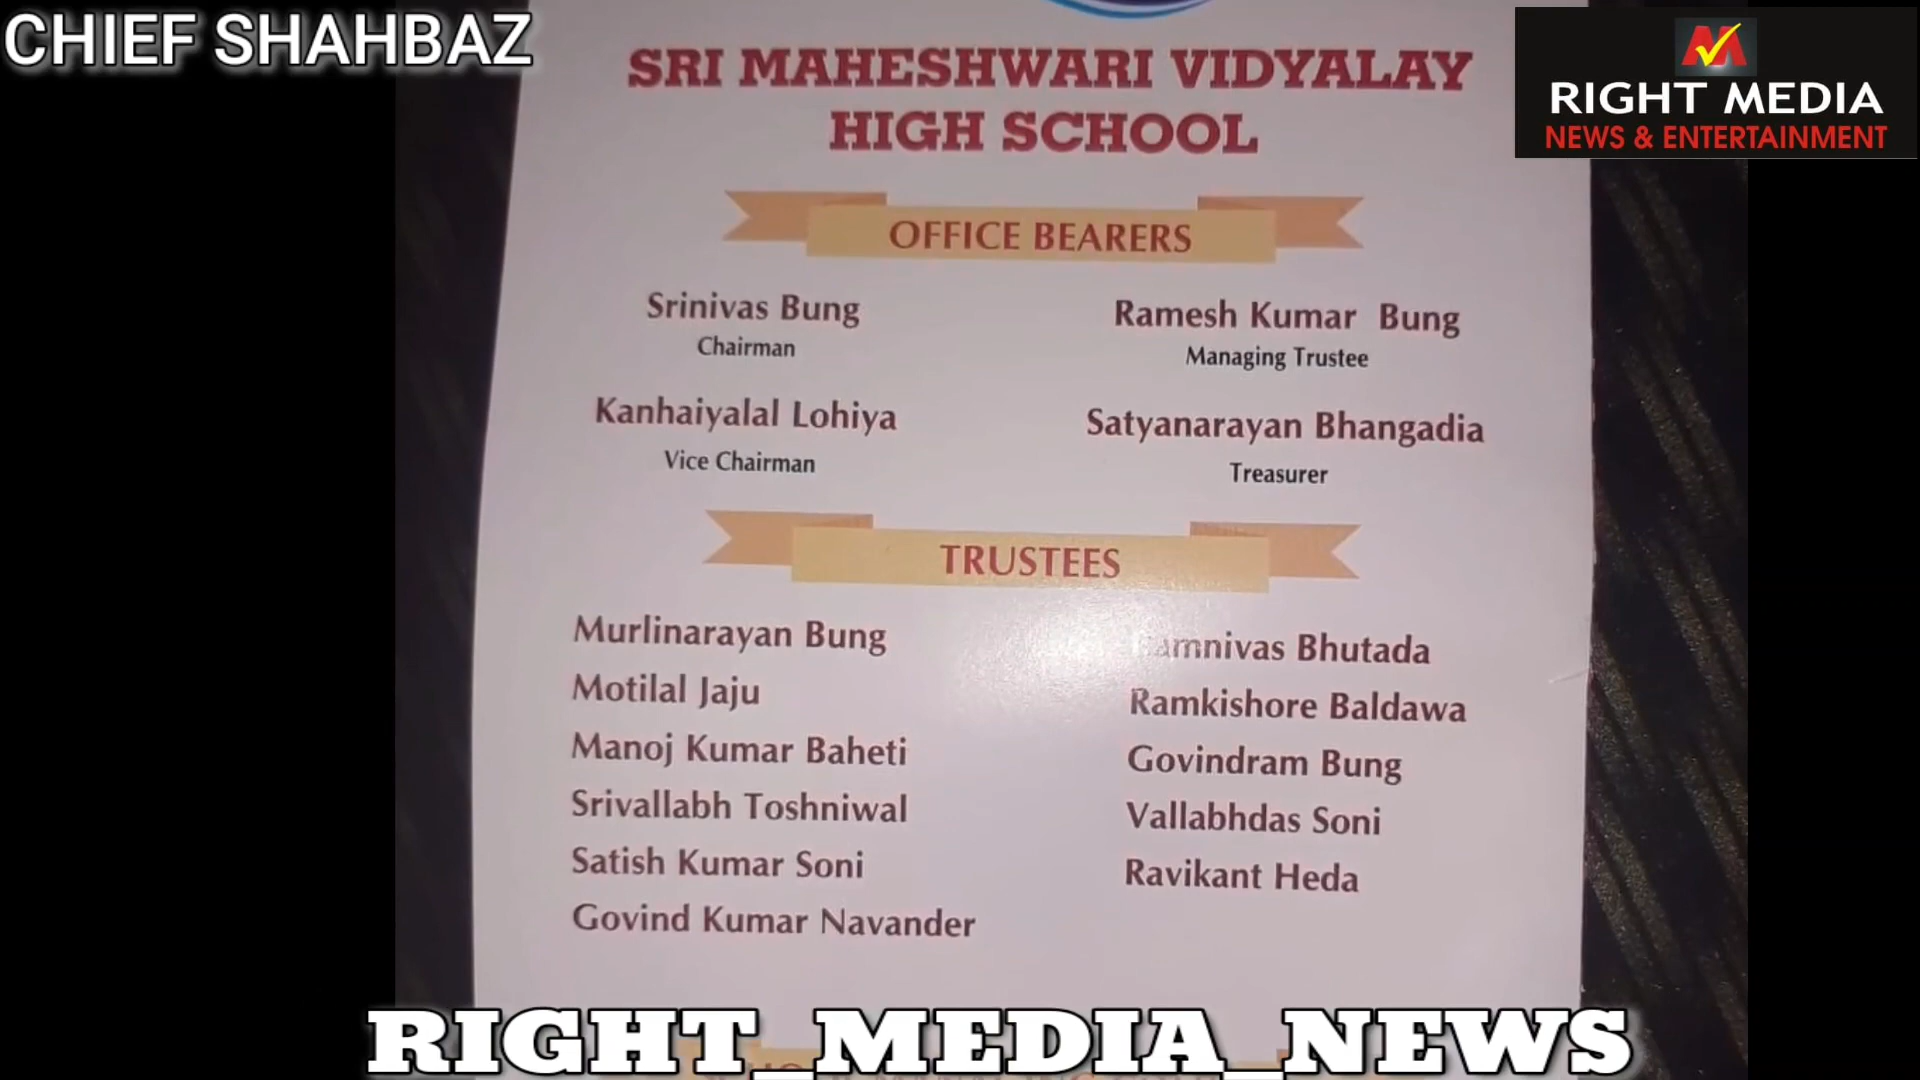 CHIEF SHAHBAZ
RIGHT MEDIA
NEWS & ENTERTAINMENT
SRI MAHESHWARI VIDYALAY
HIGH SCHOOL
OFFICE BEARERS
Srinivas Bung
Chairman
Ramesh Kumar Bung
Managing Trustee
Kanhaiyalal Lohiya
Vice Chairman
Satyanarayan Bhangadia
Treasurer
TRUSTEES
Murlinarayan Bung
Motilal Jaju
Manoj Kumar Baheti
Srivallabh Toshniwal
Satish Kumar Soni
Govind Kumar Navander
Bhutada
Ramkishore Baldawa
Govindram Bung
Vallabhdas Soni
Ravikant Heda
RIGHT_MEDIA_NEWS